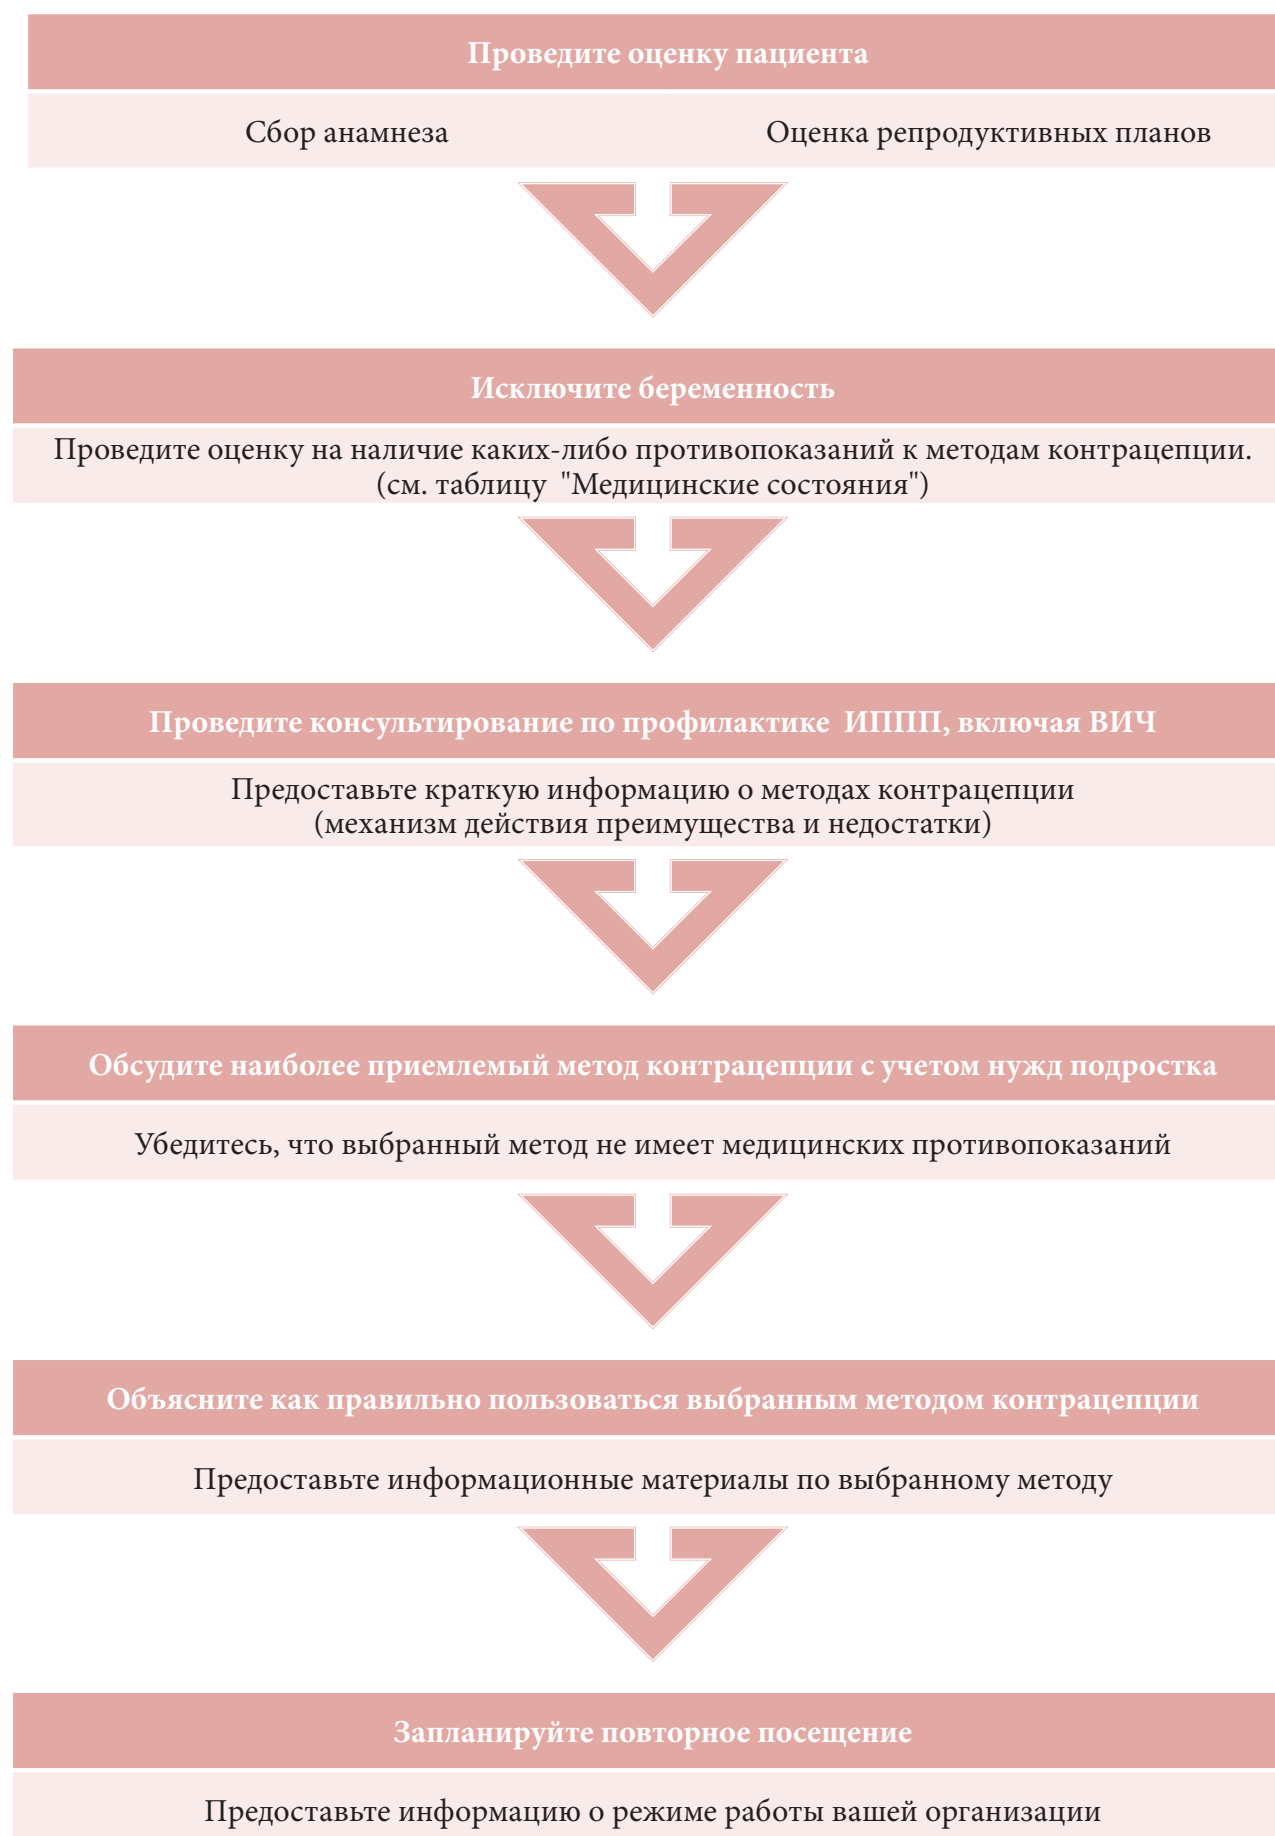 Проведите оценку пациента
Сбор анамнеза
Оценка репродуктивных планов
Исключите беременность
Проведите оценку на наличие каких-либо противопоказаний к методам контрацепции.
(см. таблицу "Медицинские состояния")
Проведите консультирование по профилактике ИППП, включая ВИЧ
Предоставьте краткую информацию о методах контрацепции
(механизм действия преимущества и недостатки)
Обсудите наиболее приемлемый метод контрацепции с учетом нужд подростка
Убедитесь, что выбранный метод не имеет медицинских противопоказаний
Объясните как правильно пользоваться выбранным методом контрацепции
Предоставьте информационные материалы по выбранному методу
Запланируйте повторное посещение
Предоставьте информацию о режиме работы вашей организации